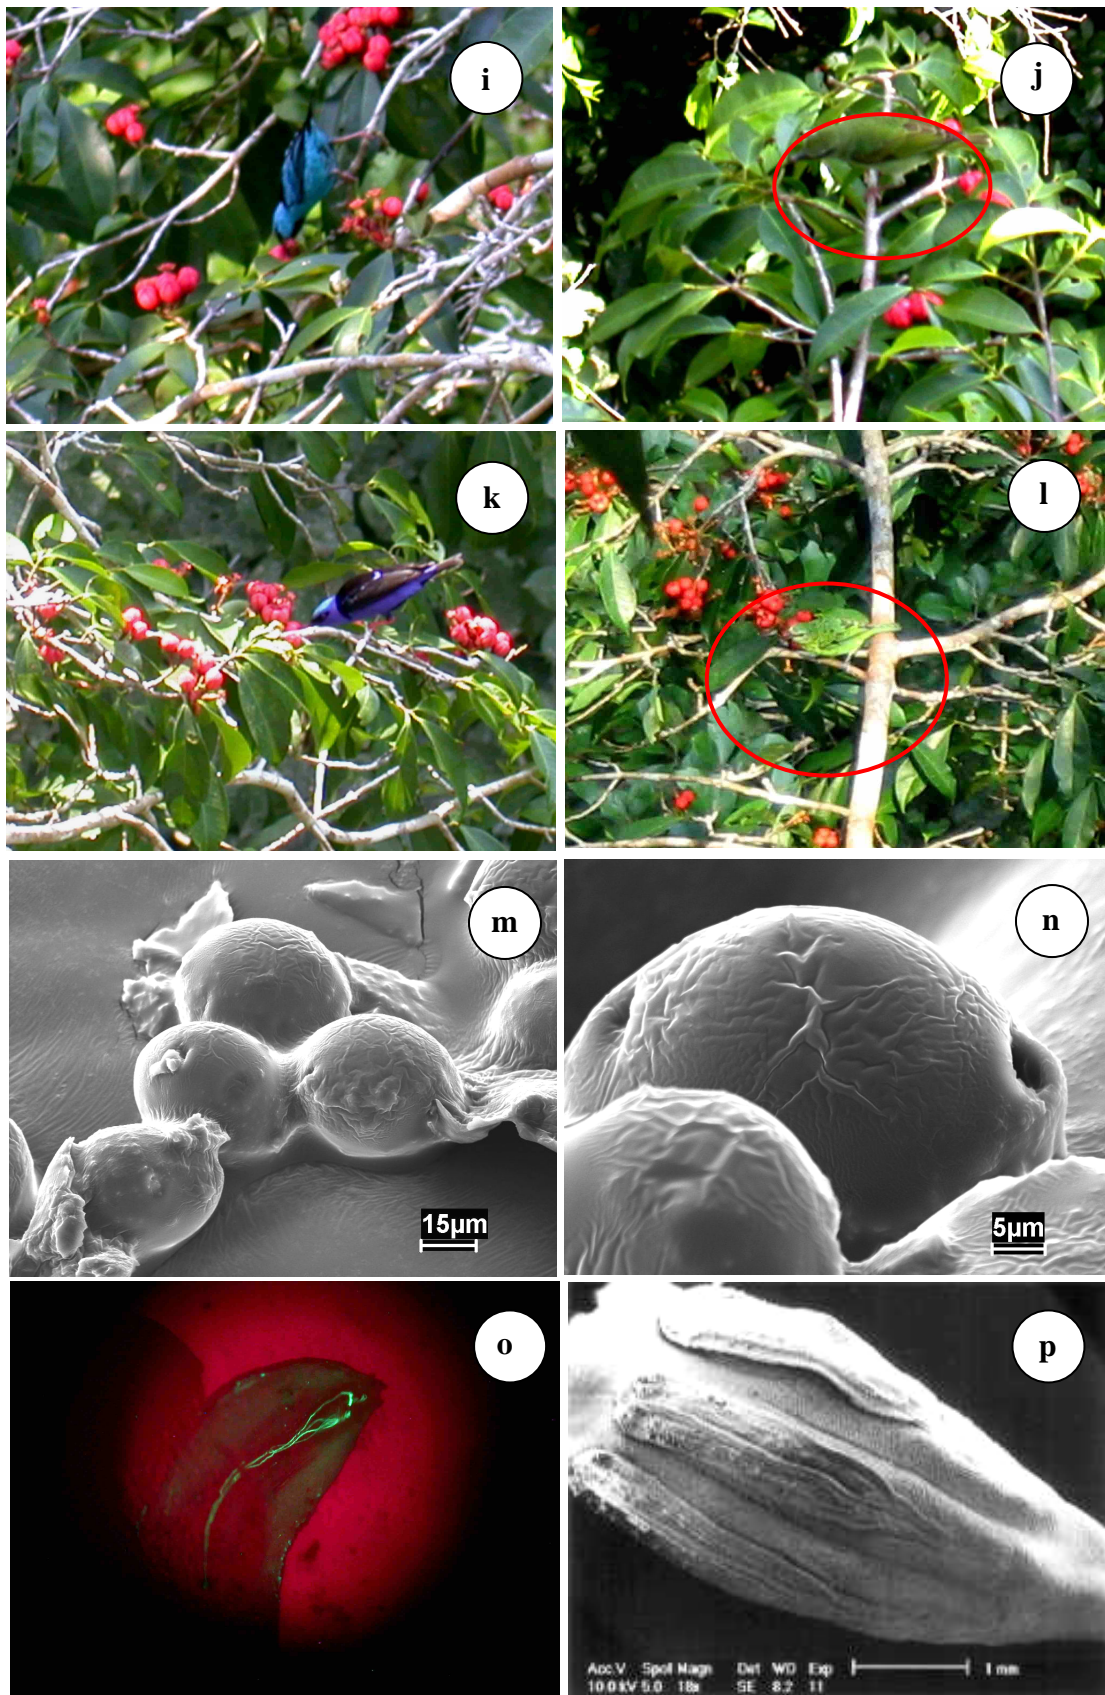 i
j
k
l
m
15µm
n
5µm
o
p
Acc.V Spot Magn Det WD Exp
10.0 kV 5.0 18x SE 8.2 11 1 mm